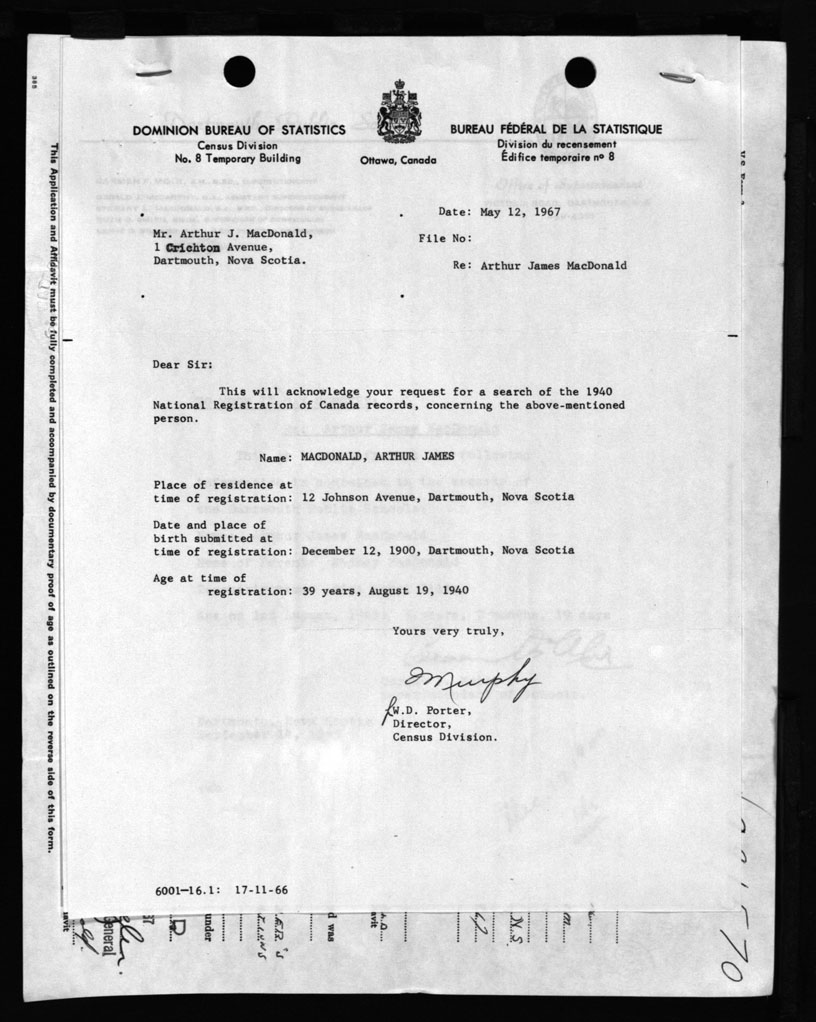 DOMINION BUREAU OF STATISTICS
Census Division
No. 8 Temporary Building
Ottawa, Canada
BUREAU FÉDÉRAL DE LA STATISTIQUE
Division du recensement
Édifice temporaire nº 8
Date: May 12, 1967
Mr. Arthur J. MacDonald,
1 Crichton Avenue,
Dartmouth, Nova Scotia.
File No:
Re: Arthur James MacDonald
Dear Sir:
This will acknowledge your request for a search of the 1940
National Registration of Canada records, concerning the above-mentioned
person.
Name: MACDONALD, ARTHUR JAMES
Place of residence at
time of registration: 12 Johnson Avenue, Dartmouth, Nova Scotia
Date and place of
birth submitted at
time of registration: December 12, 1900, Dartmouth, Nova Scotia
Age at time of
registration: 39 years, August 19, 1940
Yours very truly,
Murphy
W.D. Porter,
Director,
Census Division.
6001-16.1: 17-11-66
This Application and Affidavit must be fully completed and accompanied by documentary proof of age as outlined on the reverse side of this form.
General
under
d was
N.S.